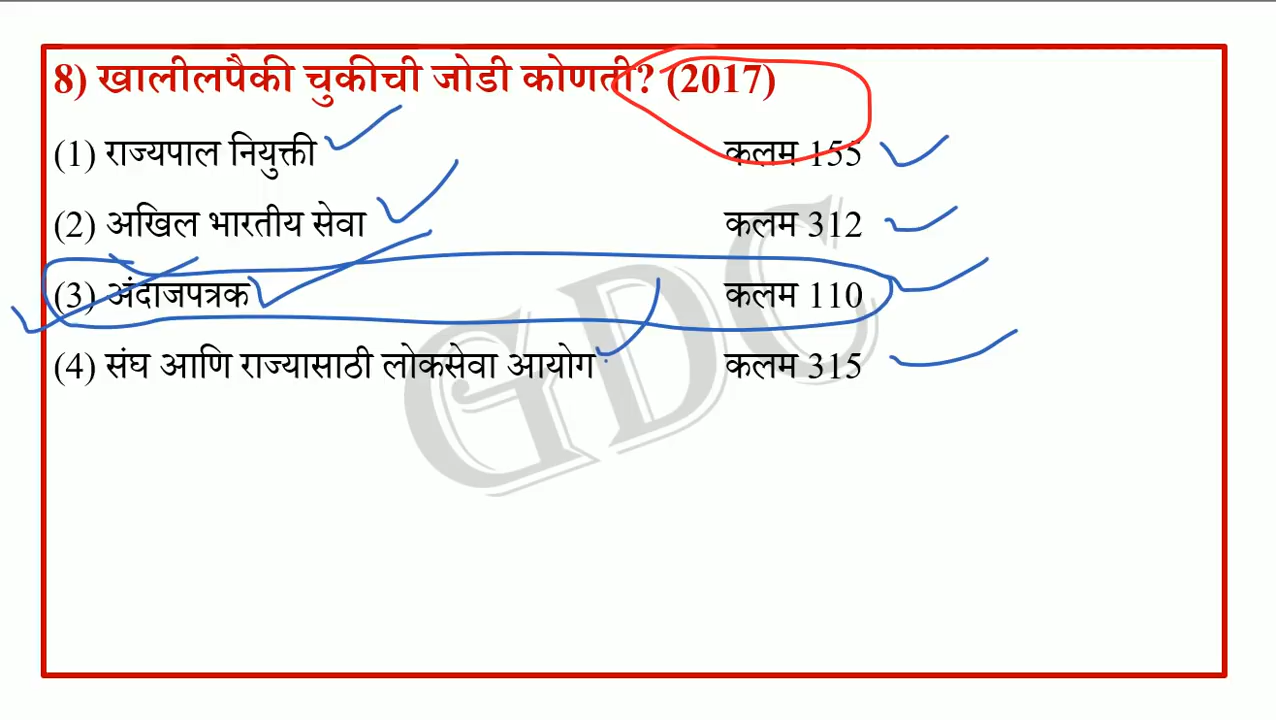 8) खालीलपैकी चुकीची जोडी कोणती? (2017)
(1) राज्यपाल नियुक्ती कलम 155
(2) अखिल भारतीय सेवा कलम 312
(3) अंदाजपत्रक कलम 110
(4) संघ आणि राज्यासाठी लोकसेवा आयोग कलम 315
GDC